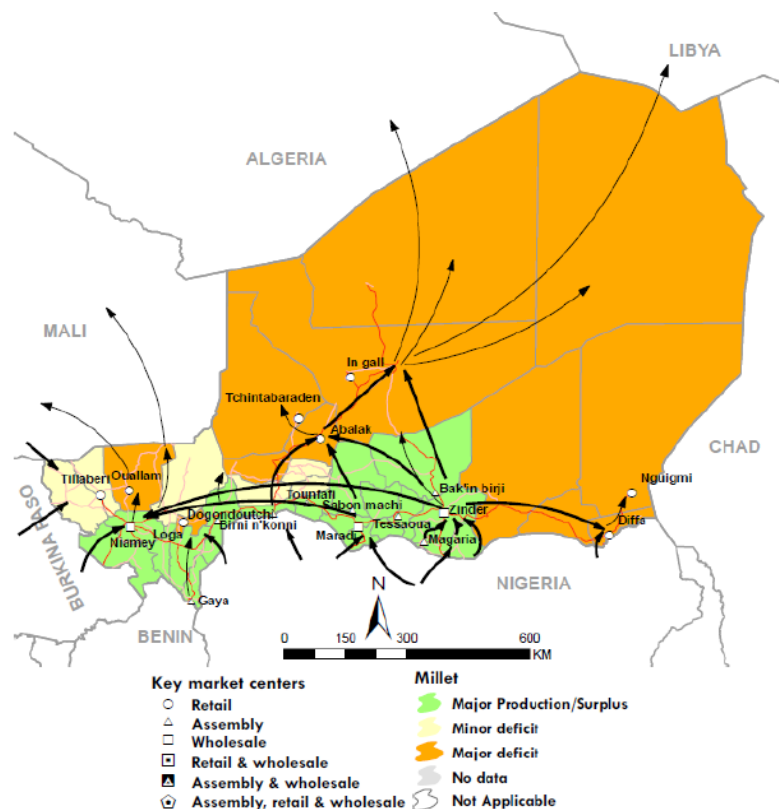 LIBYA
ALGERIA
MALI
In gall
Tchintabaraden
Abalak
CHAD
Tillaberi
Ouallam
Nguigmi
Bak'in birji
Tounfafi
Sabon machi
Zinder
Dogondoutchi
Birni n'konni
Tessaoua
Diffa
Loga
Niamey
Maradi
Magaria
BURKINA FASO
Gaya
N
NIGERIA
BENIN
0 150 300 600
KM
Key market centers
Retail
Assembly
Wholesale
Retail & wholesale
Assembly & wholesale
Assembly, retail & wholesale
Millet
Major Production/Surplus
Minor deficit
Major deficit
No data
Not Applicable